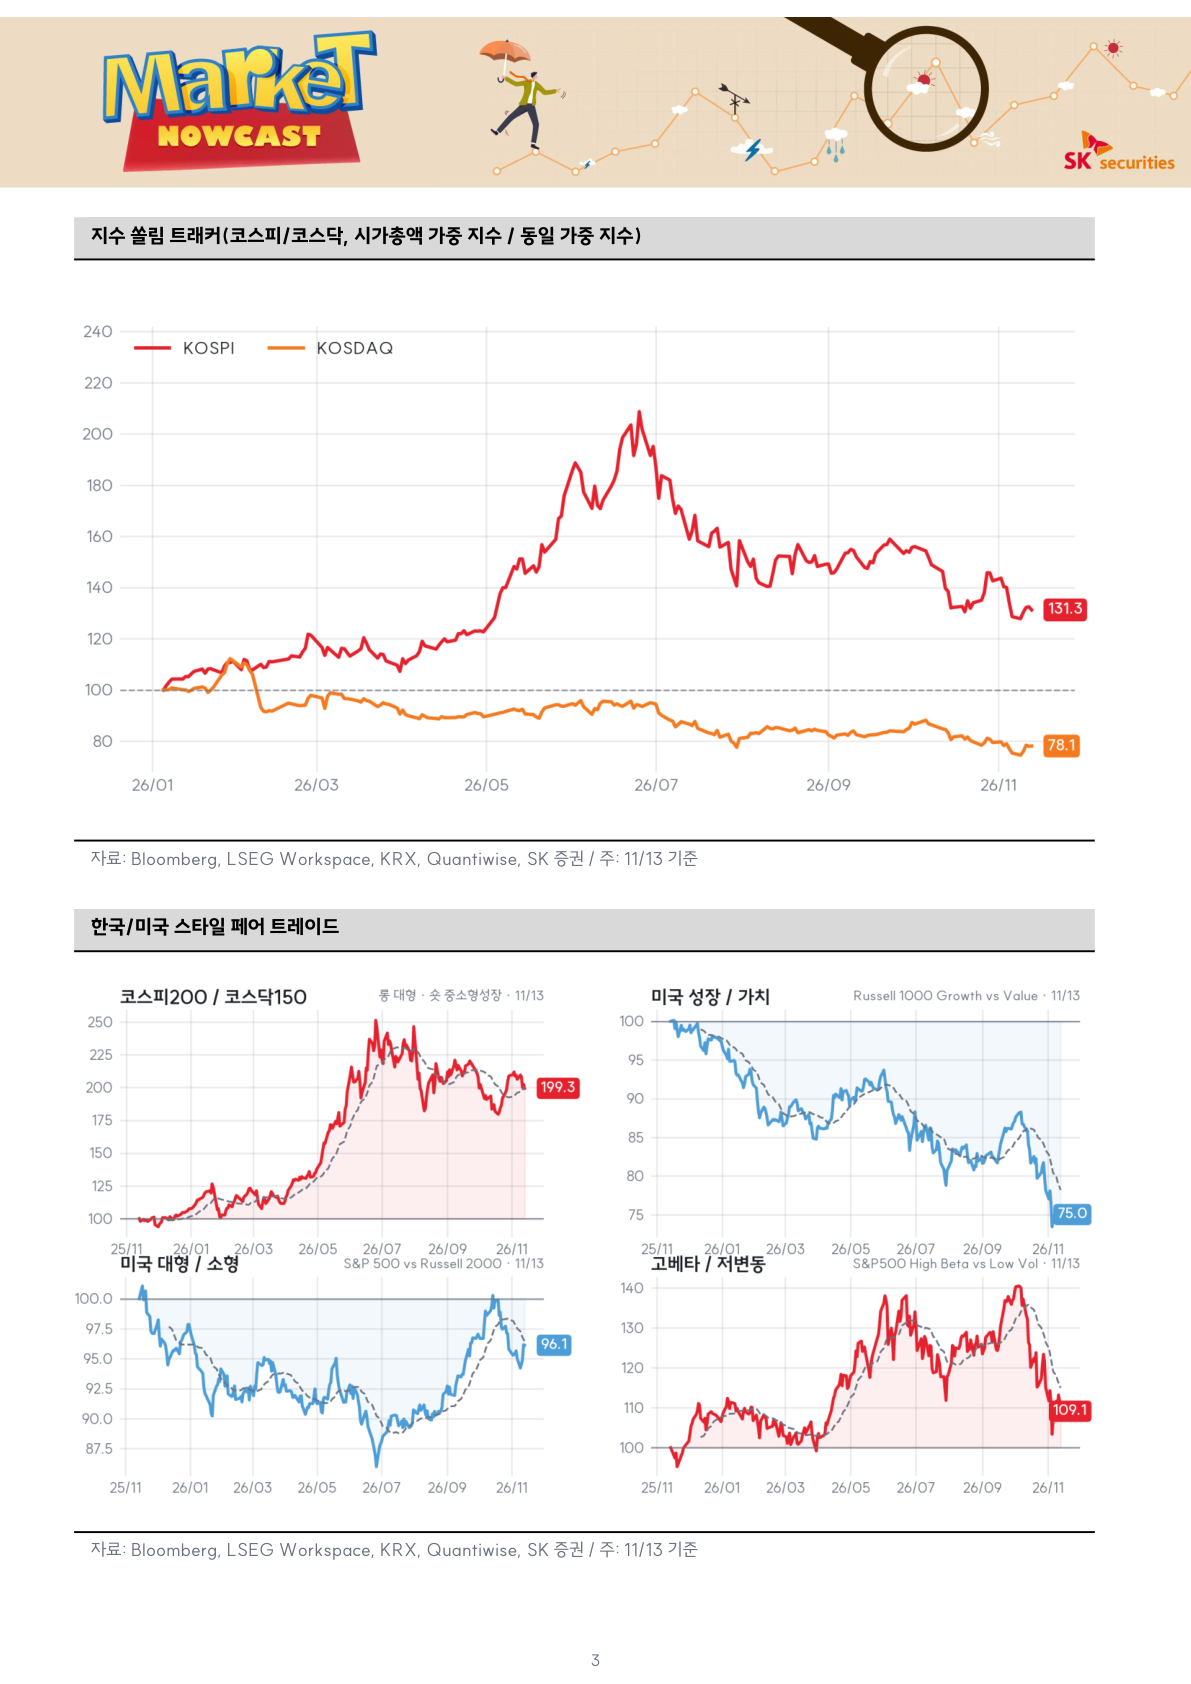 Market
NOWCAST
SK securities
지수 쏠림 트래커(코스피/코스닥, 시가총액 가중 지수 / 동일 가중 지수)
240
KOSPI KOSDAQ
220
200
180
160
140
131.3
120
100
80
78.1
26/01 26/03 26/05 26/07 26/09 26/11
자료: Bloomberg, LSEG Workspace, KRX, Quantiwise, SK 증권 / 주: 11/13 기준
한국/미국 스타일 페어 트레이드
코스피200 / 코스닥150 롱 대형 · 숏 중소형성장 · 11/13
250
225
200
199.3
175
150
125
100
25/11 26/01 26/03 26/05 26/07 26/09 26/11
미국 성장 / 가치 Russell 1000 Growth vs Value · 11/13
100
95
90
85
80
75
75.0
25/11 26/01 26/03 26/05 26/07 26/09 26/11
미국 대형 / 소형 S&P 500 vs Russell 2000 · 11/13
100.0
97.5
96.1
95.0
92.5
90.0
87.5
25/11 26/01 26/03 26/05 26/07 26/09 26/11
고베타 / 저변동 S&P500 High Beta vs Low Vol · 11/13
140
130
120
110
109.1
100
25/11 26/01 26/03 26/05 26/07 26/09 26/11
자료: Bloomberg, LSEG Workspace, KRX, Quantiwise, SK 증권 / 주: 11/13 기준
3